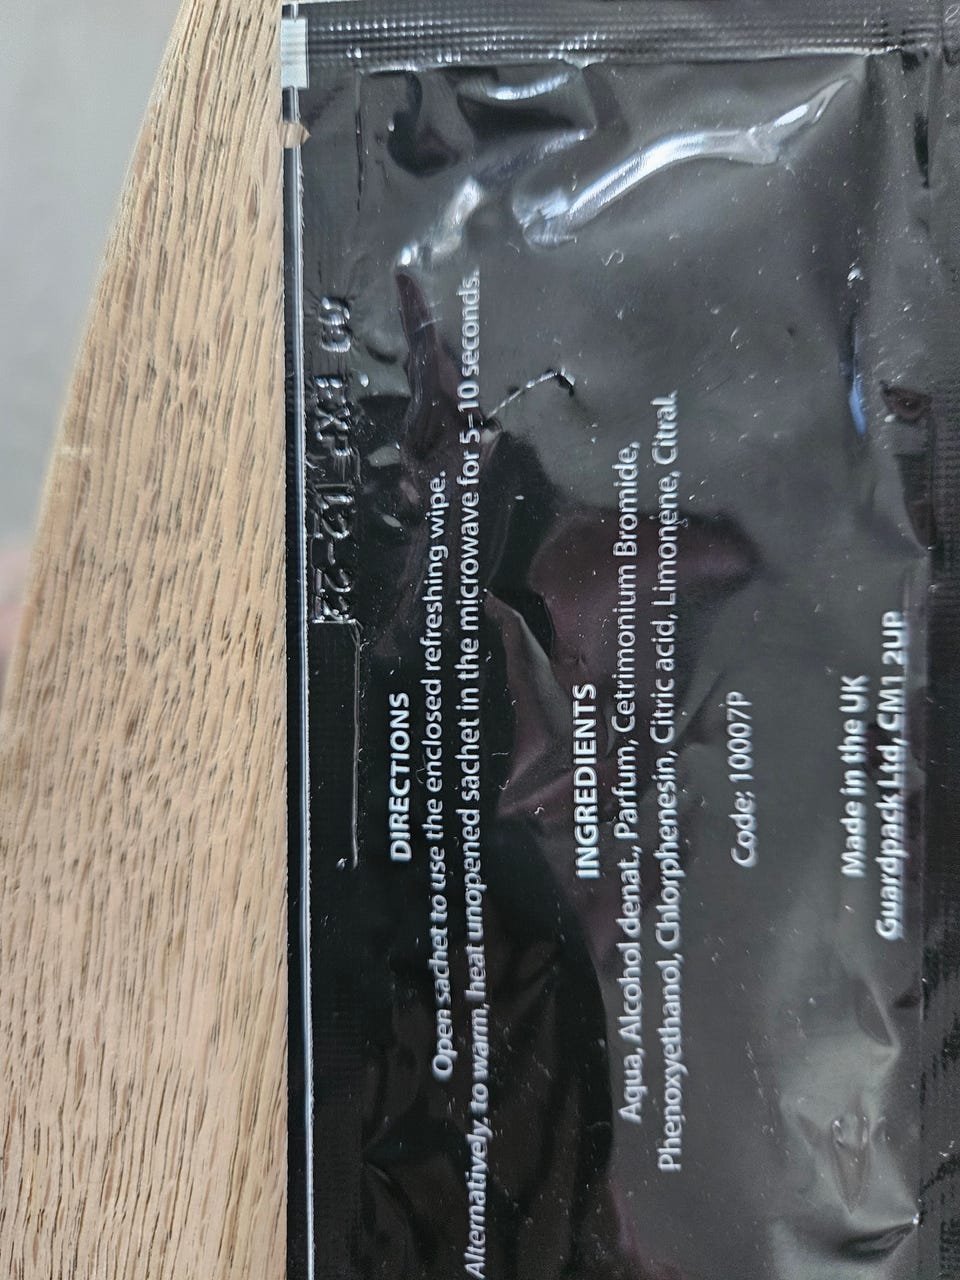 EXP
DIRECTIONS
Open sachet to use the enclosed refreshing wipe.
Alternatively, to warm, heat unopened sachet in the microwave for 5–10 seconds.
INGREDIENTS
Aqua, Alcohol denat., Parfum, Cetrimonium Bromide,
Phenoxyethanol, Chlorphenesin, Citric acid, Limonene, Citral.
Code: 10007P
Made in the UK
Guardpack Ltd, CM1 2UP